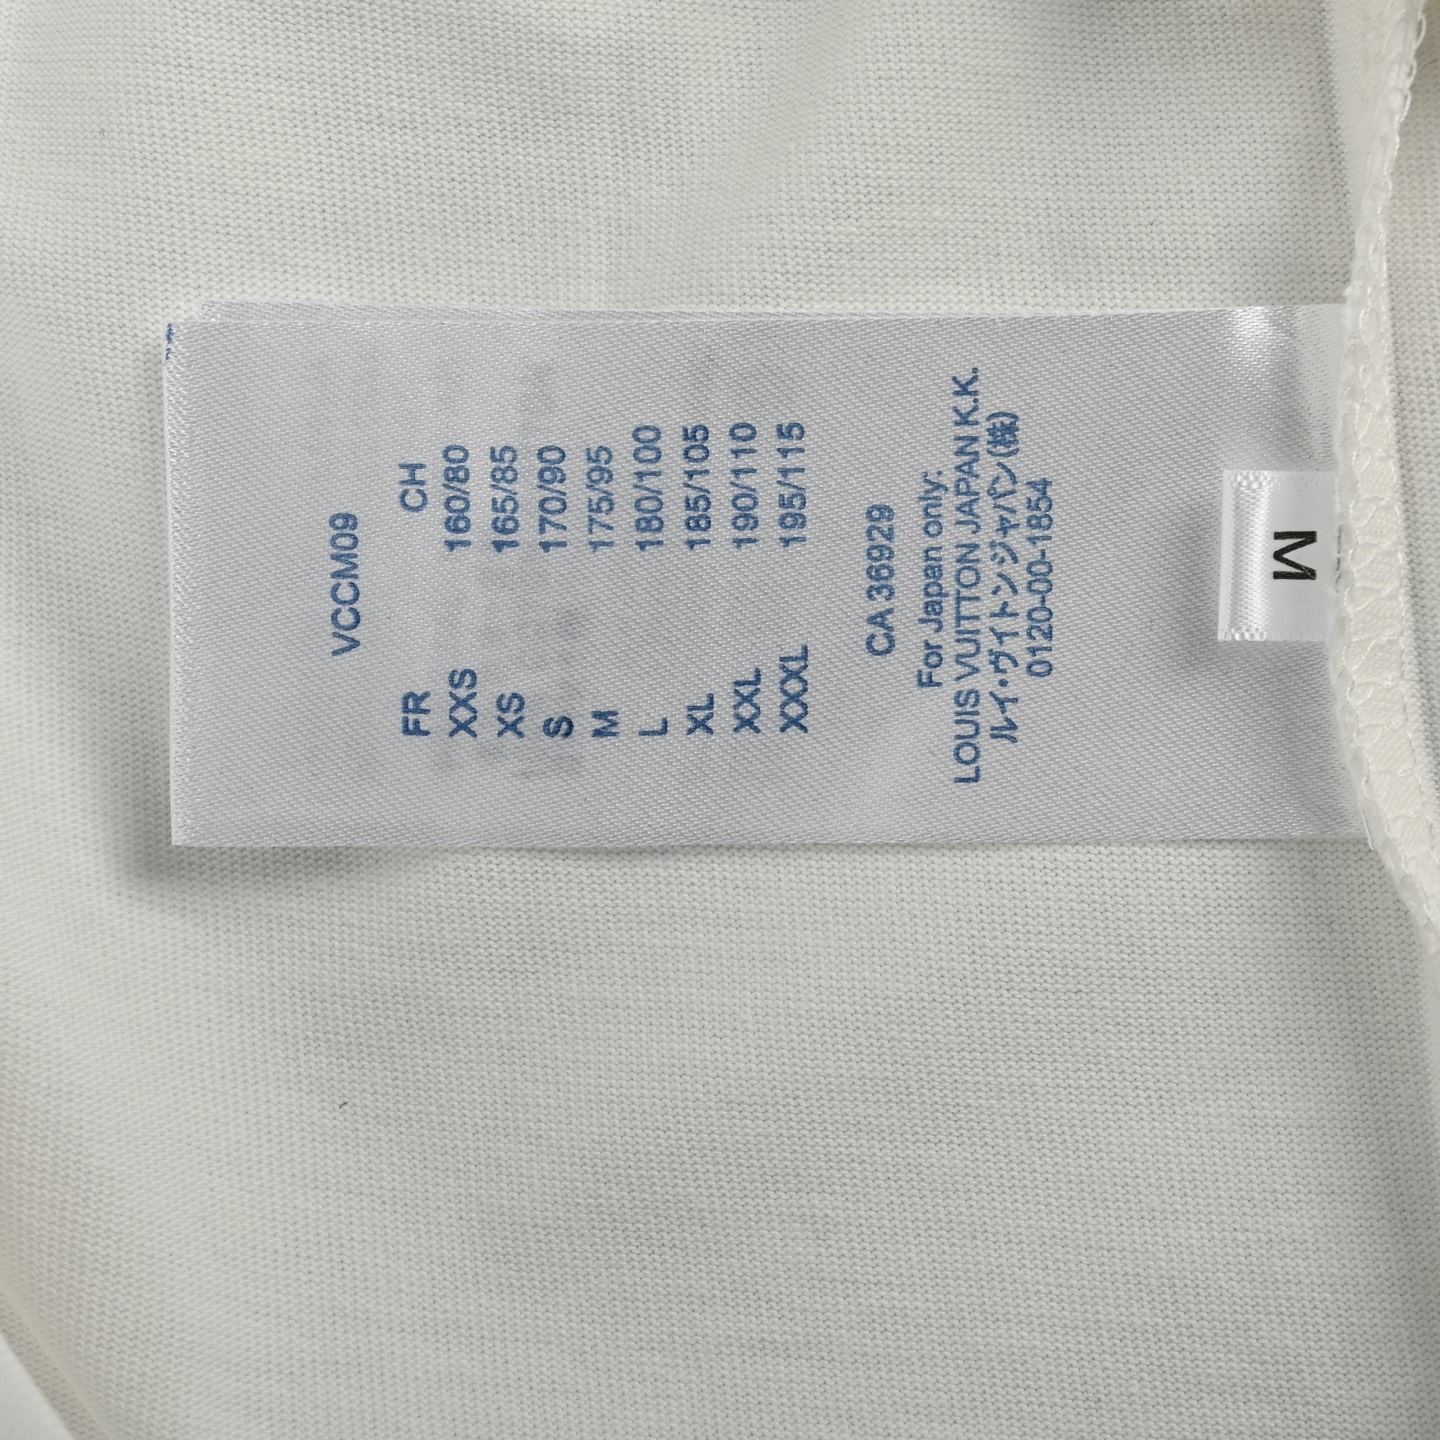 VCCM09
FR CH
XXS 160/80
XS 165/85
S 170/90
M 175/95
L 180/100
XL 185/105
XXL 190/110
XXXL 195/115
CA 36929
For Japan only:
LOUIS VUITTON JAPAN K.K.
ルイ・ヴィトンジャパン(株)
0120-00-1854
M